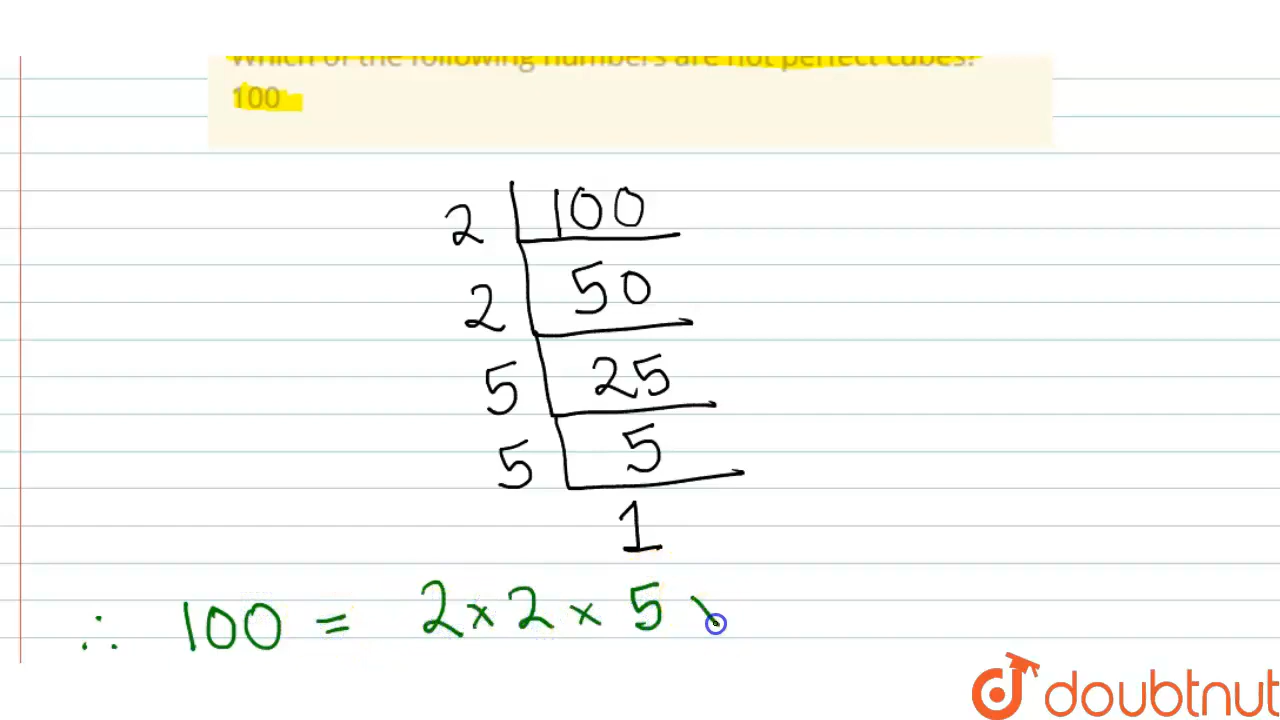 Which of the following numbers are not perfect cubes?
100
2 100
2 50
5 25
5 5
1
∴ 100 = 2 × 2 × 5 ×
doubtnut